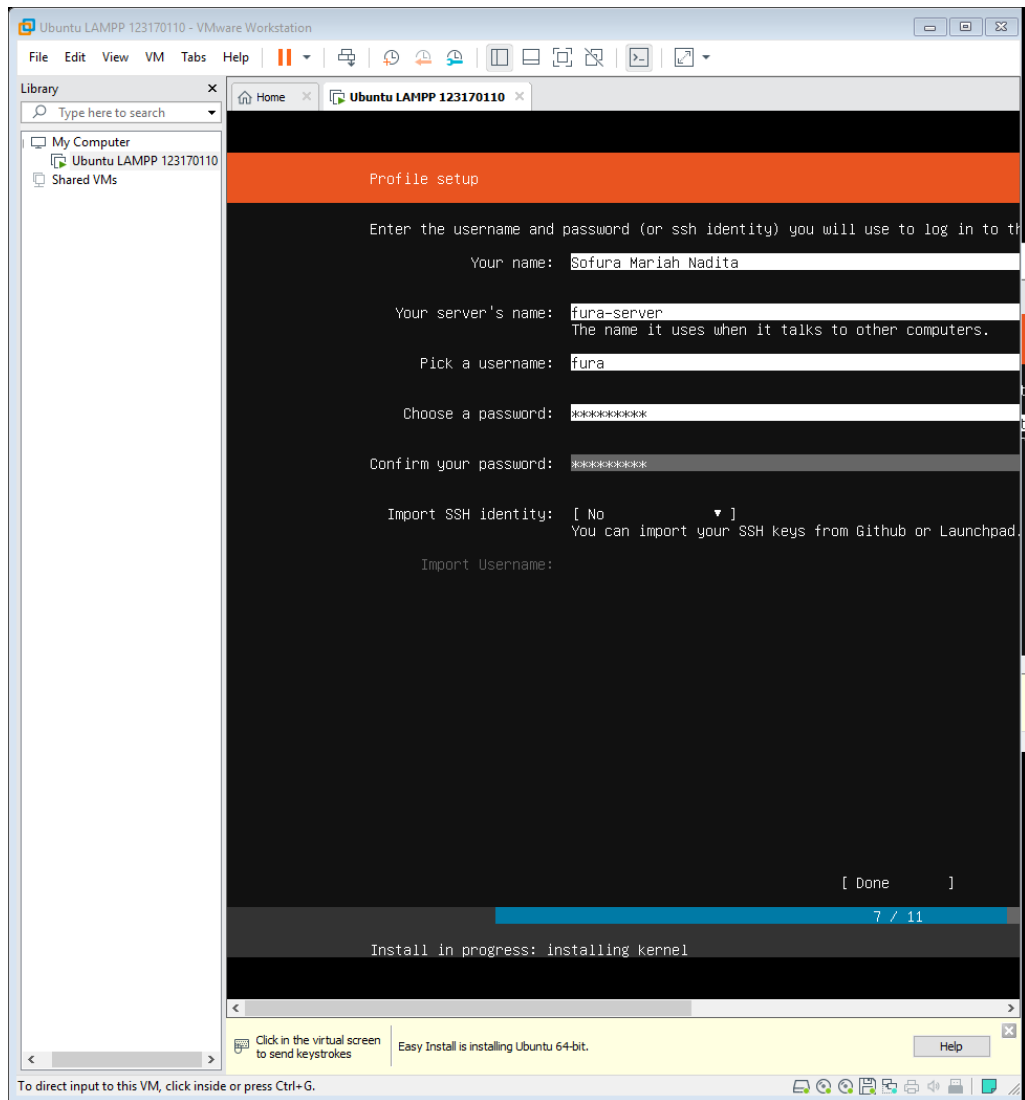 Ubuntu LAMPP 123170110 - VMware Workstation
File Edit View VM Tabs Help
Library
Type here to search
My Computer
Ubuntu LAMPP 123170110
Shared VMs
Home
Ubuntu LAMPP 123170110
Profile setup
Enter the username and password (or ssh identity) you will use to log in to
Your name: Sofura Mariah Nadita
Your server's name: fura-server
The name it uses when it talks to other computers.
Pick a username: fura
Choose a password: *********
Confirm your password: *********
Import SSH identity: [ No ▾ ]
You can import your SSH keys from Github or Launchpad.
Import Username:
[ Done ]
7 / 11
Install in progress: installing kernel
Click in the virtual screen
to send keystrokes
Easy Install is installing Ubuntu 64-bit.
Help
To direct input to this VM, click inside or press Ctrl+G.